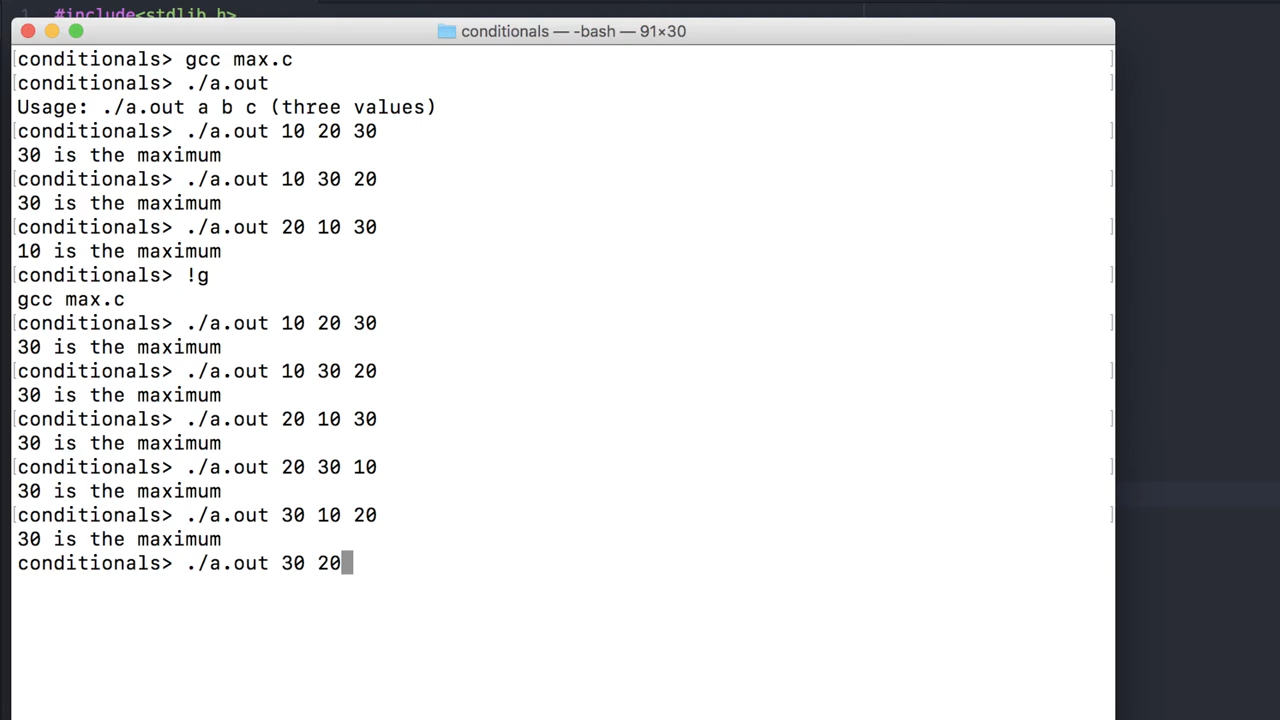 1 #include<stdlib.h>
conditionals — -bash — 91×30
[conditionals> gcc max.c ]
[conditionals> ./a.out ]
Usage: ./a.out a b c (three values)
[conditionals> ./a.out 10 20 30 ]
30 is the maximum
[conditionals> ./a.out 10 30 20 ]
30 is the maximum
[conditionals> ./a.out 20 10 30 ]
10 is the maximum
[conditionals> !g ]
gcc max.c
[conditionals> ./a.out 10 20 30 ]
30 is the maximum
[conditionals> ./a.out 10 30 20 ]
30 is the maximum
[conditionals> ./a.out 20 10 30 ]
30 is the maximum
[conditionals> ./a.out 20 30 10 ]
30 is the maximum
[conditionals> ./a.out 30 10 20 ]
30 is the maximum
conditionals> ./a.out 30 20